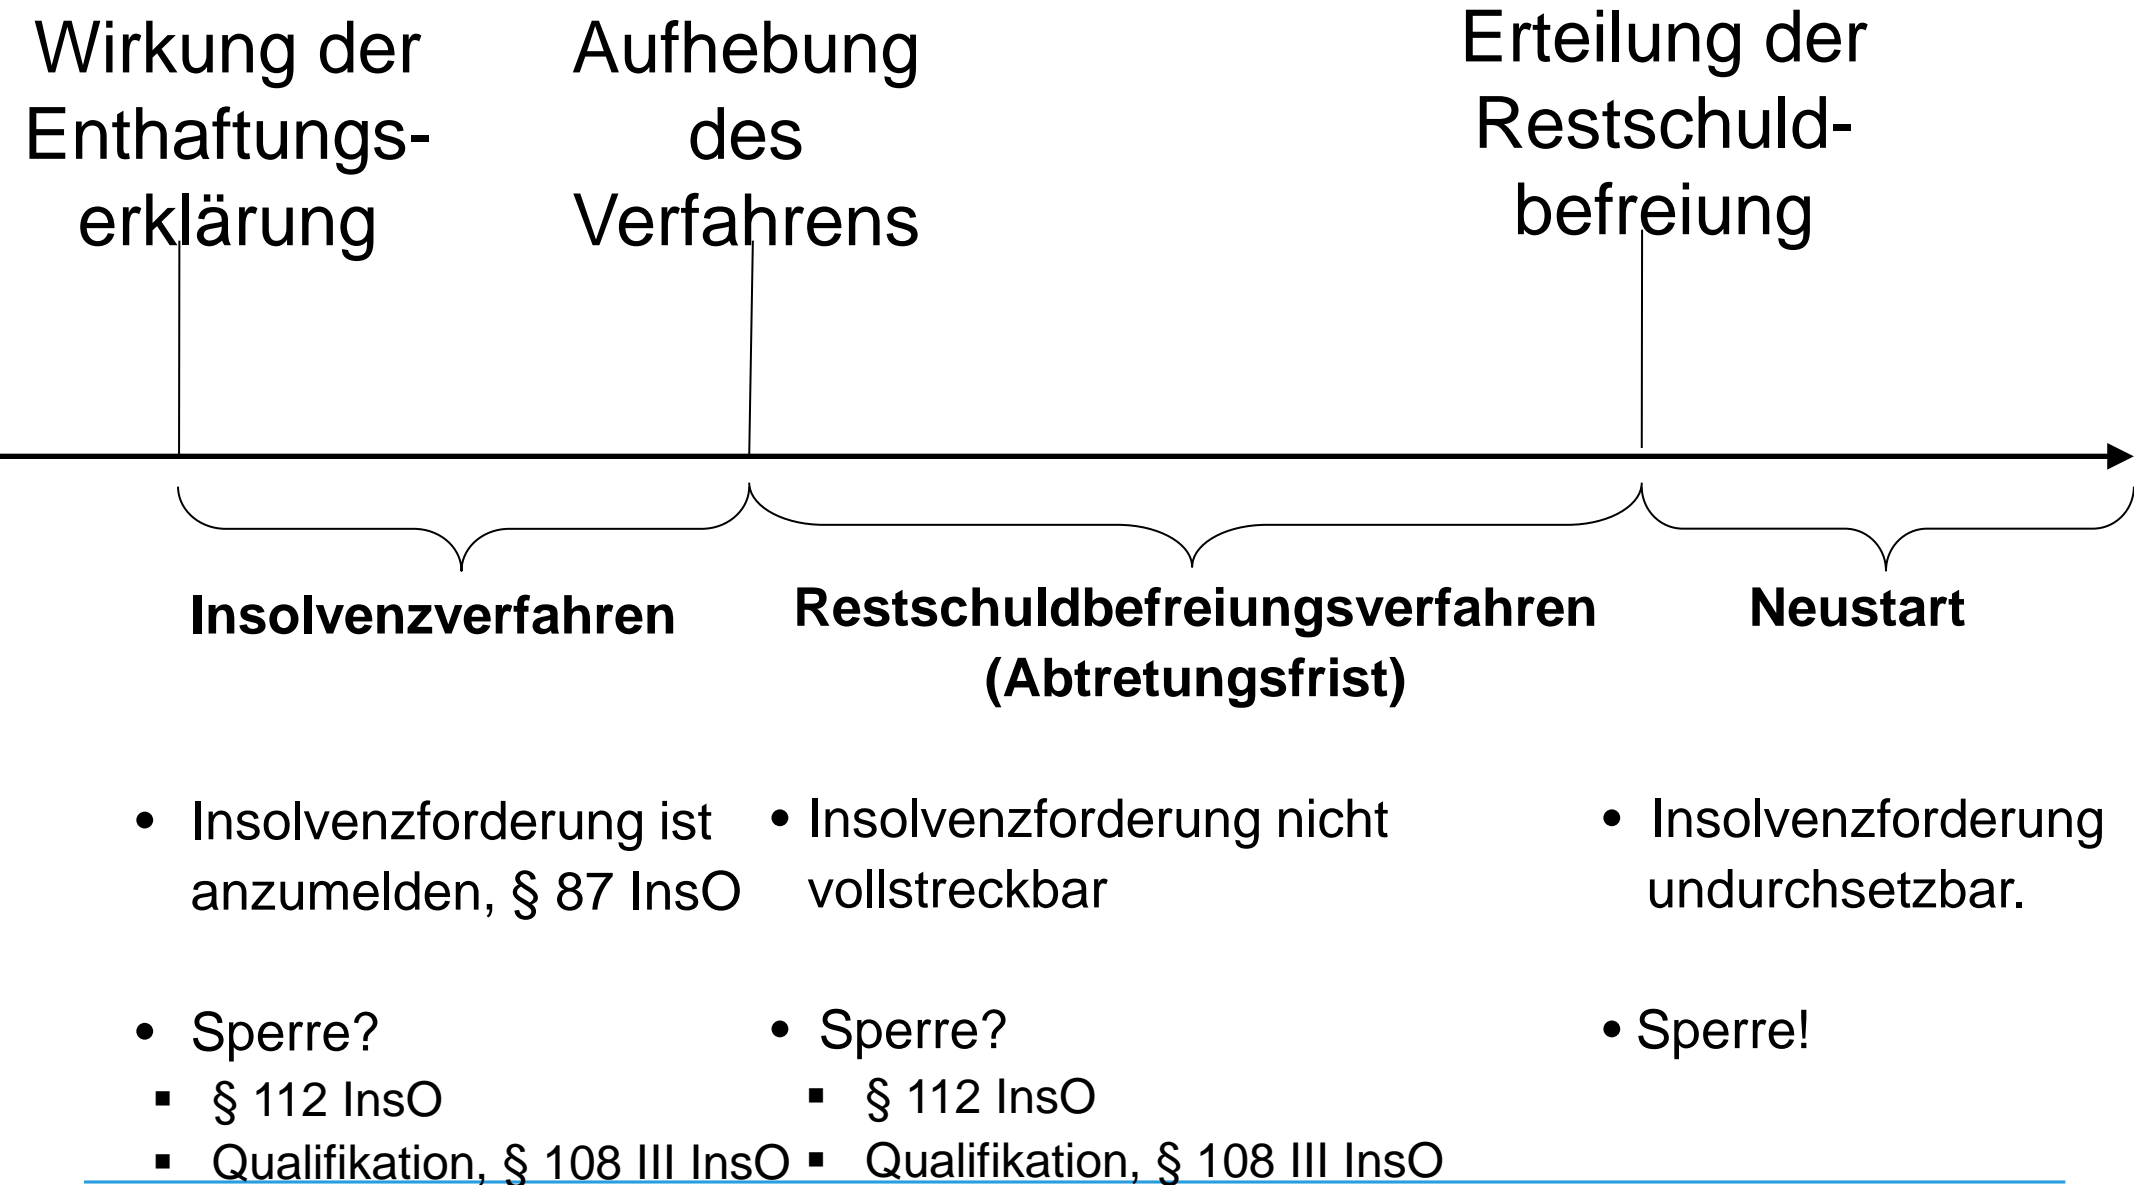 Wirkung der
Enthaftungs-
erklärung
Aufhebung
des
Verfahrens
Erteilung der
Restschuld-
befreiung
Insolvenzverfahren
Restschuldbefreiungsverfahren
(Abtretungsfrist)
Neustart
• Insolvenzforderung ist
anzumelden, § 87 InsO
• Sperre?
▪ § 112 InsO
▪ Qualifikation, § 108 III InsO
• Insolvenzforderung nicht
vollstreckbar
• Sperre?
▪ § 112 InsO
▪ Qualifikation, § 108 III InsO
• Insolvenzforderung
undurchsetzbar.
• Sperre!